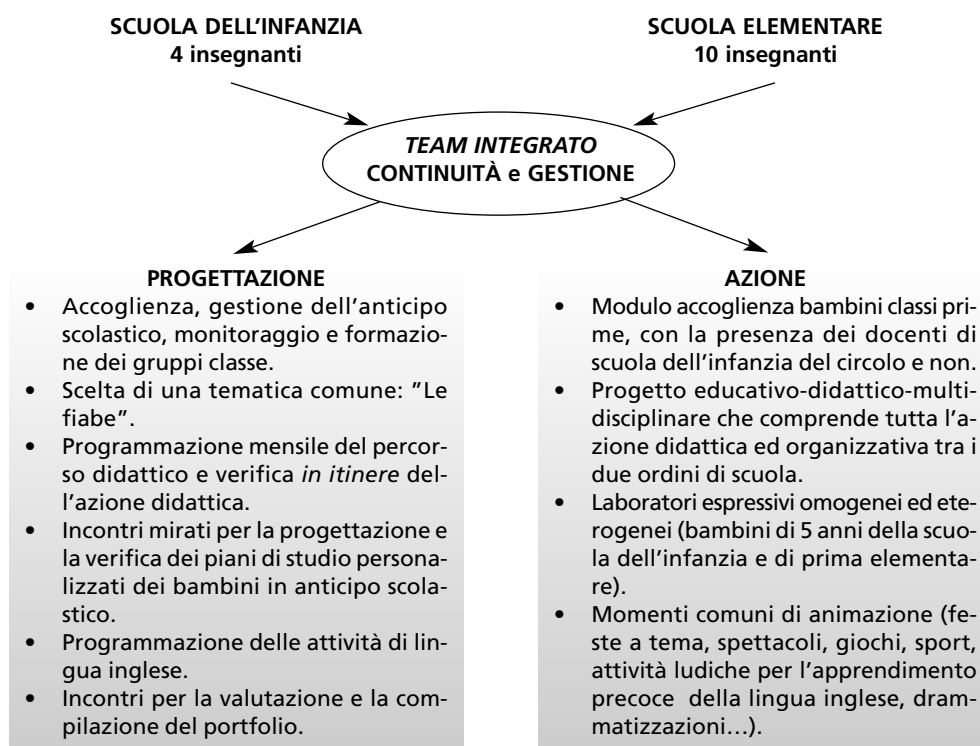 SCUOLA DELL'INFANZIA
4 insegnanti
SCUOLA ELEMENTARE
10 insegnanti
TEAM INTEGRATO
CONTINUITÀ e GESTIONE
PROGETTAZIONE
• Accoglienza, gestione dell'anticipo
scolastico, monitoraggio e formazio-
ne dei gruppi classe.
• Scelta di una tematica comune: "Le
fiabe".
• Programmazione mensile del percor-
so didattico e verifica in itinere del-
l'azione didattica.
• Incontri mirati per la progettazione e
la verifica dei piani di studio persona-
lizzati dei bambini in anticipo scola-
stico.
• Programmazione delle attività di lin-
gua inglese.
• Incontri per la valutazione e la com-
pilazione del portfolio.
AZIONE
• Modulo accoglienza bambini classi pri-
me, con la presenza dei docenti di
scuola dell'infanzia del circolo e non.
• Progetto educativo-didattico-multi-
disciplinare che comprende tutta l'a-
zione didattica ed organizzativa tra i
due ordini di scuola.
• Laboratori espressivi omogenei ed ete-
rogenei (bambini di 5 anni della scuo-
la dell'infanzia e di prima elementa-
re).
• Momenti comuni di animazione (fe-
ste a tema, spettacoli, giochi, sport,
attività ludiche per l'apprendimento
precoce della lingua inglese, dram-
matizzazioni…).